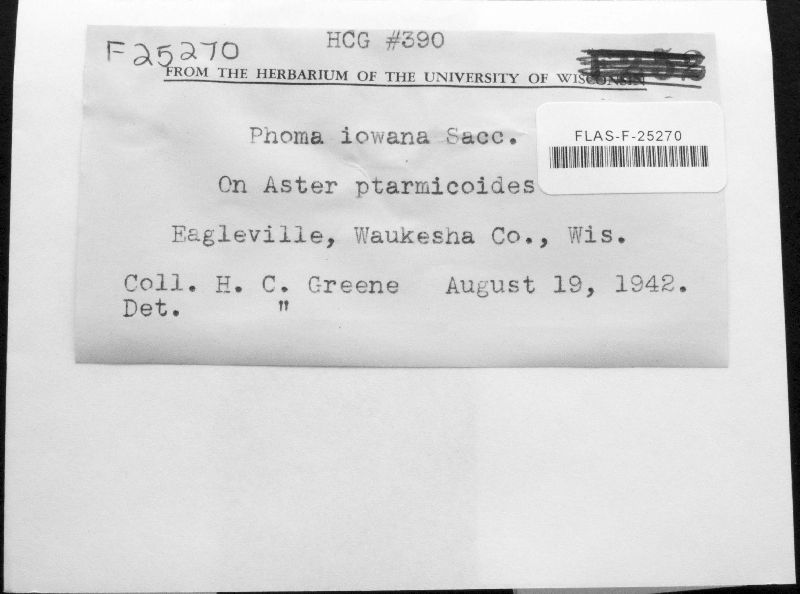 F25270
HCG #390
FROM THE HERBARIUM OF THE UNIVERSITY OF WISCONSIN
Phoma iowana Sacc.
FLAS-F-25270
On Aster ptarmicoides
Eagleville, Waukesha Co., Wis.
Coll. H. C. Greene August 19, 1942.
Det. "